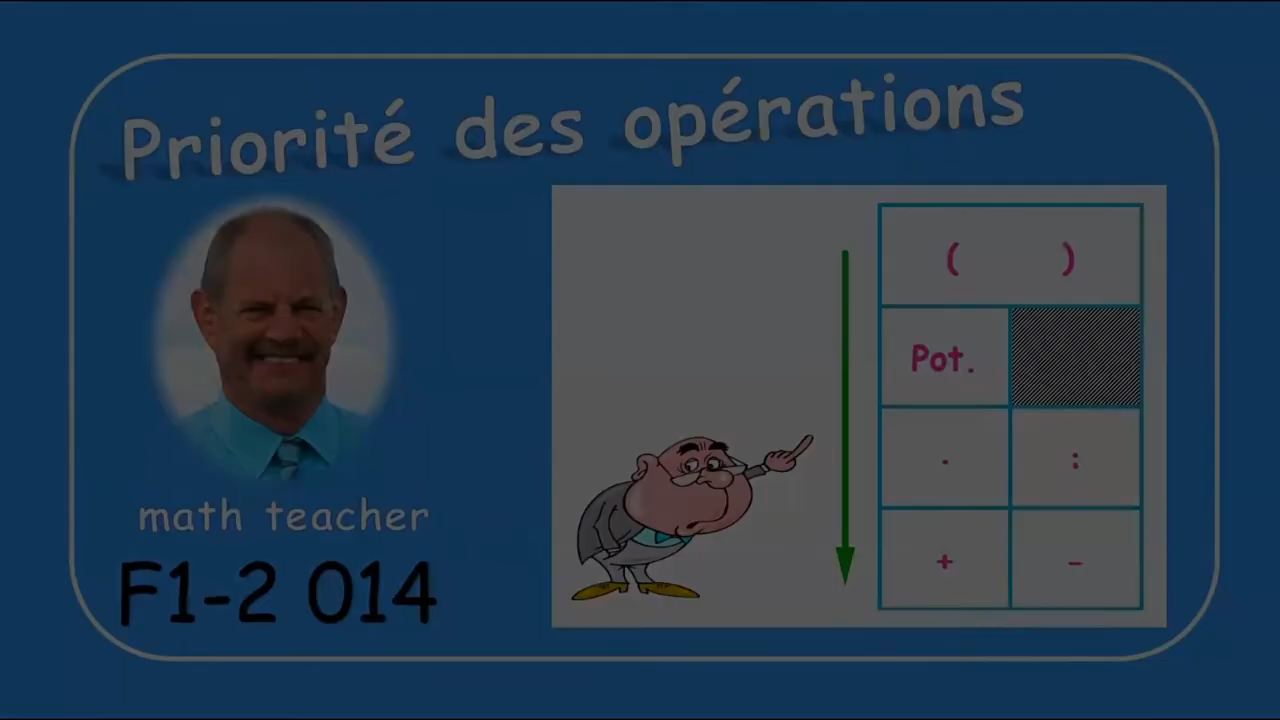 Priorité des opérations
( )
Pot.
. :
+ -
math teacher
F1-2 014